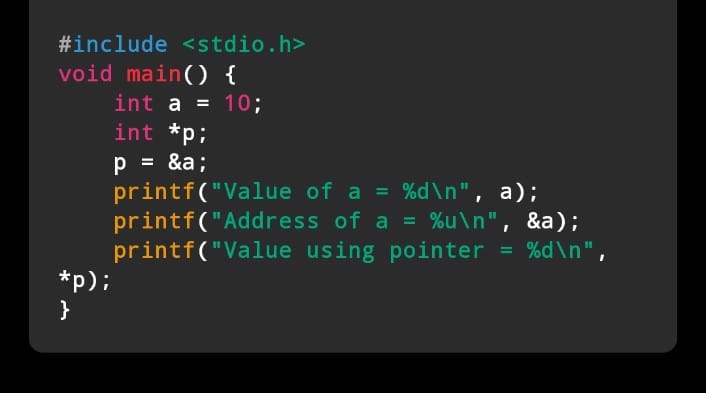 #include <stdio.h>
void main() {
    int a = 10;
    int *p;
    p = &a;
    printf("Value of a = %d\n", a);
    printf("Address of a = %u\n", &a);
    printf("Value using pointer = %d\n",
*p);
}